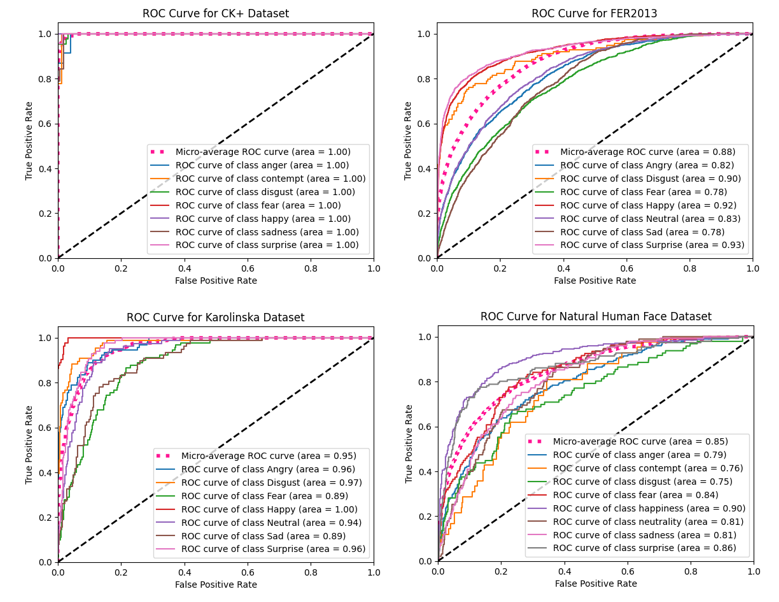 ROC Curve for CK+ Dataset
1.0
0.8
0.6
0.4
0.2
0.0
True Positive Rate
Micro-average ROC curve (area = 1.00)
ROC curve of class anger (area = 1.00)
ROC curve of class contempt (area = 1.00)
ROC curve of class disgust (area = 1.00)
ROC curve of class fear (area = 1.00)
ROC curve of class happy (area = 1.00)
ROC curve of class sadness (area = 1.00)
ROC curve of class surprise (area = 1.00)
0.0 0.2 0.4 0.6 0.8 1.0
False Positive Rate
ROC Curve for FER2013
1.0
0.8
0.6
0.4
0.2
0.0
True Positive Rate
Micro-average ROC curve (area = 0.88)
ROC curve of class Angry (area = 0.82)
ROC curve of class Disgust (area = 0.90)
ROC curve of class Fear (area = 0.78)
ROC curve of class Happy (area = 0.92)
ROC curve of class Neutral (area = 0.83)
ROC curve of class Sad (area = 0.78)
ROC curve of class Surprise (area = 0.93)
0.0 0.2 0.4 0.6 0.8 1.0
False Positive Rate
ROC Curve for Karolinska Dataset
1.0
0.8
0.6
0.4
0.2
0.0
True Positive Rate
Micro-average ROC curve (area = 0.95)
ROC curve of class Angry (area = 0.96)
ROC curve of class Disgust (area = 0.97)
ROC curve of class Fear (area = 0.89)
ROC curve of class Happy (area = 1.00)
ROC curve of class Neutral (area = 0.94)
ROC curve of class Sad (area = 0.89)
ROC curve of class Surprise (area = 0.96)
0.0 0.2 0.4 0.6 0.8 1.0
False Positive Rate
ROC Curve for Natural Human Face Dataset
1.0
0.8
0.6
0.4
0.2
0.0
True Positive Rate
Micro-average ROC curve (area = 0.85)
ROC curve of class anger (area = 0.79)
ROC curve of class contempt (area = 0.76)
ROC curve of class disgust (area = 0.75)
ROC curve of class fear (area = 0.84)
ROC curve of class happiness (area = 0.90)
ROC curve of class neutrality (area = 0.81)
ROC curve of class sadness (area = 0.81)
ROC curve of class surprise (area = 0.86)
0.0 0.2 0.4 0.6 0.8 1.0
False Positive Rate